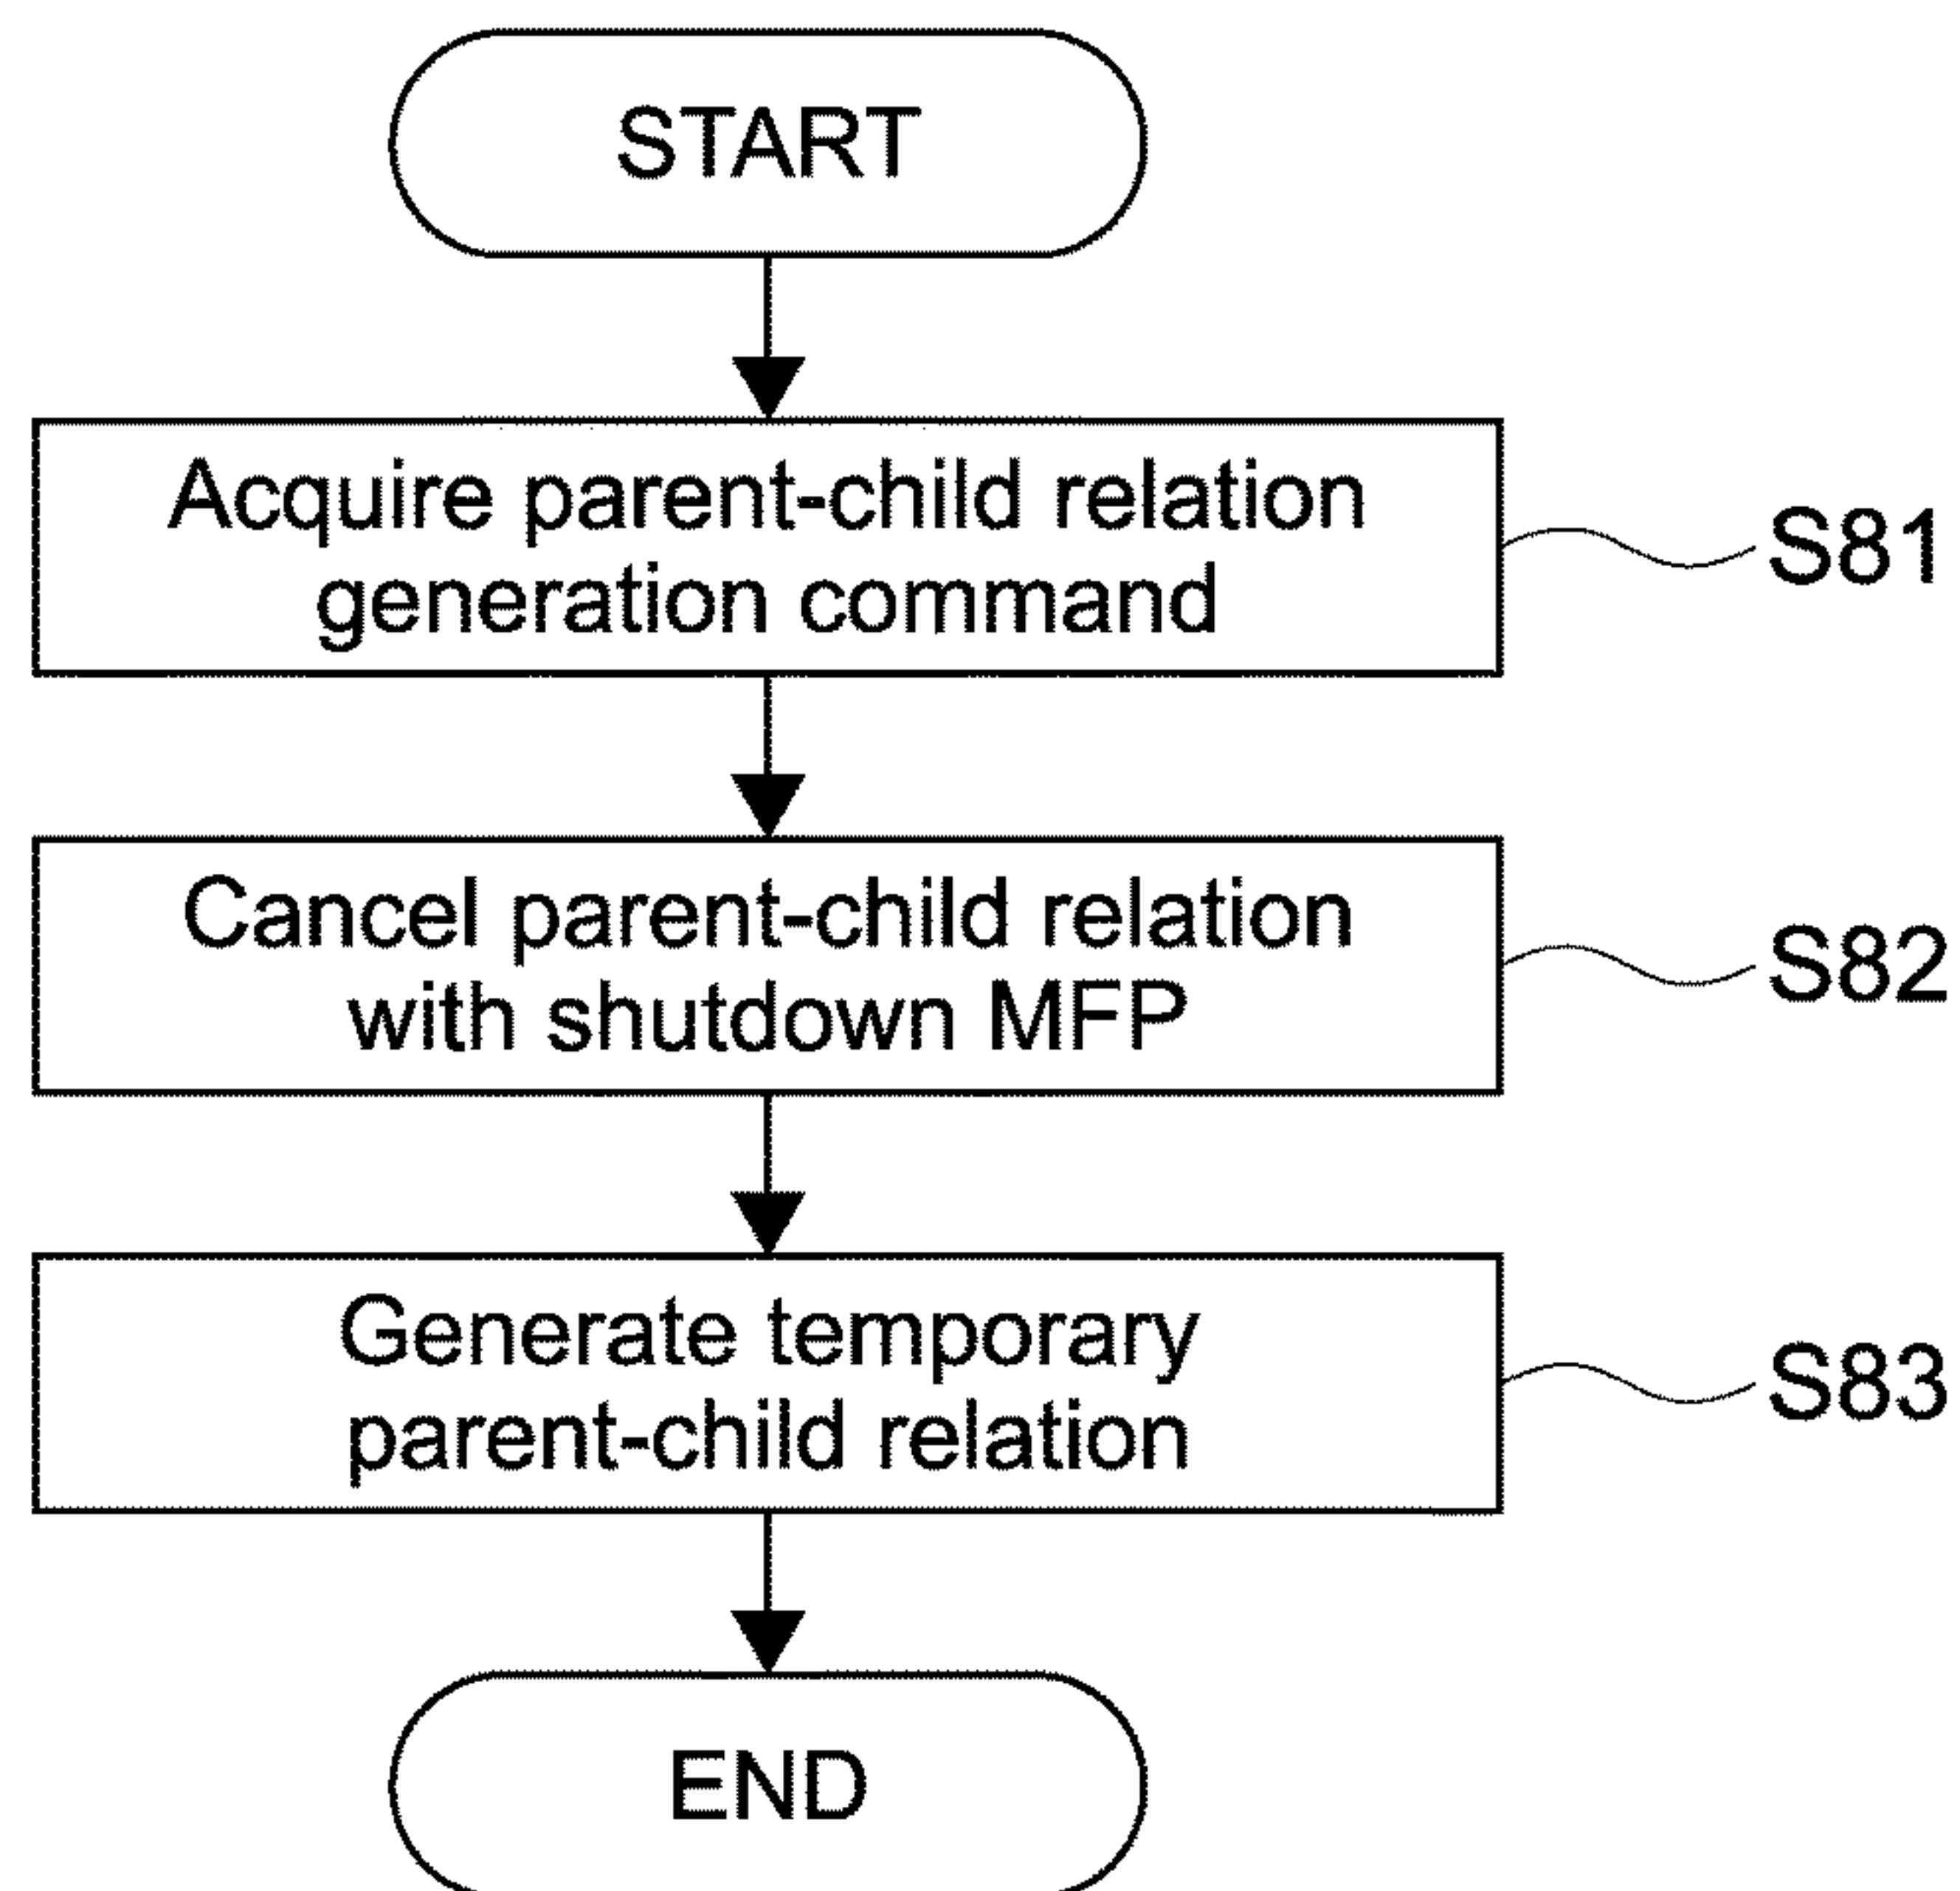 START
Acquire parent-child relation
generation command
S81
Cancel parent-child relation
with shutdown MFP
S82
Generate temporary
parent-child relation
S83
END